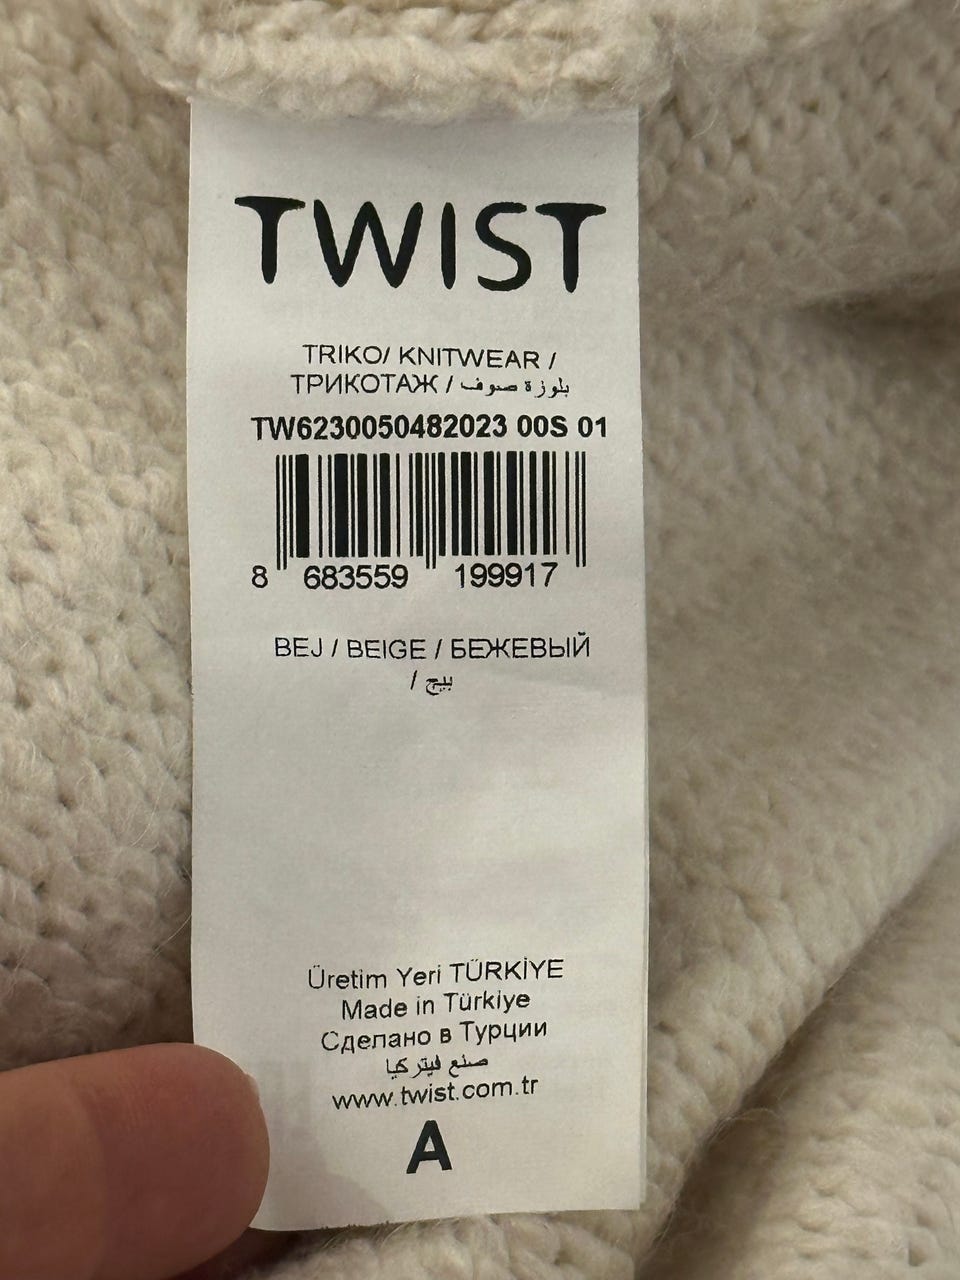 TWIST
TRIKO/ KNITWEAR /
ТРИКОТАЖ / بلوزة صوف
TW6230050482023 00S 01
8 683559 199917
BEJ / BEIGE / БЕЖЕВЫЙ
/ بيج
Üretim Yeri TÜRKİYE
Made in Türkiye
Сделано в Турции
صنع فيتركيا
www.twist.com.tr
A